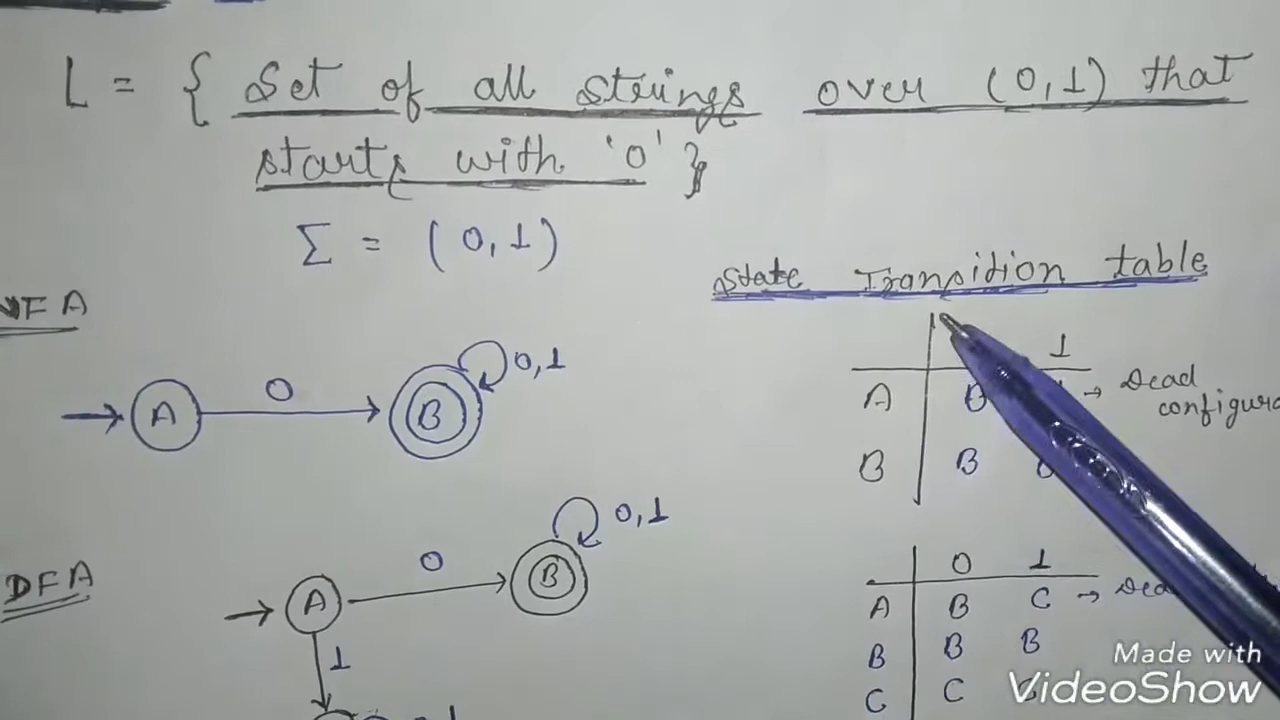 L = { Set of all strings over (0,1) that
starts with '0' }
Σ = (0,1)
NFA
A 0 B 0,1
State Transition table
1
A → Dead
configura
B B
DFA
A 0 B 0,1
1
0 1
A B C →
B B B
C C
Made with
VideoShow